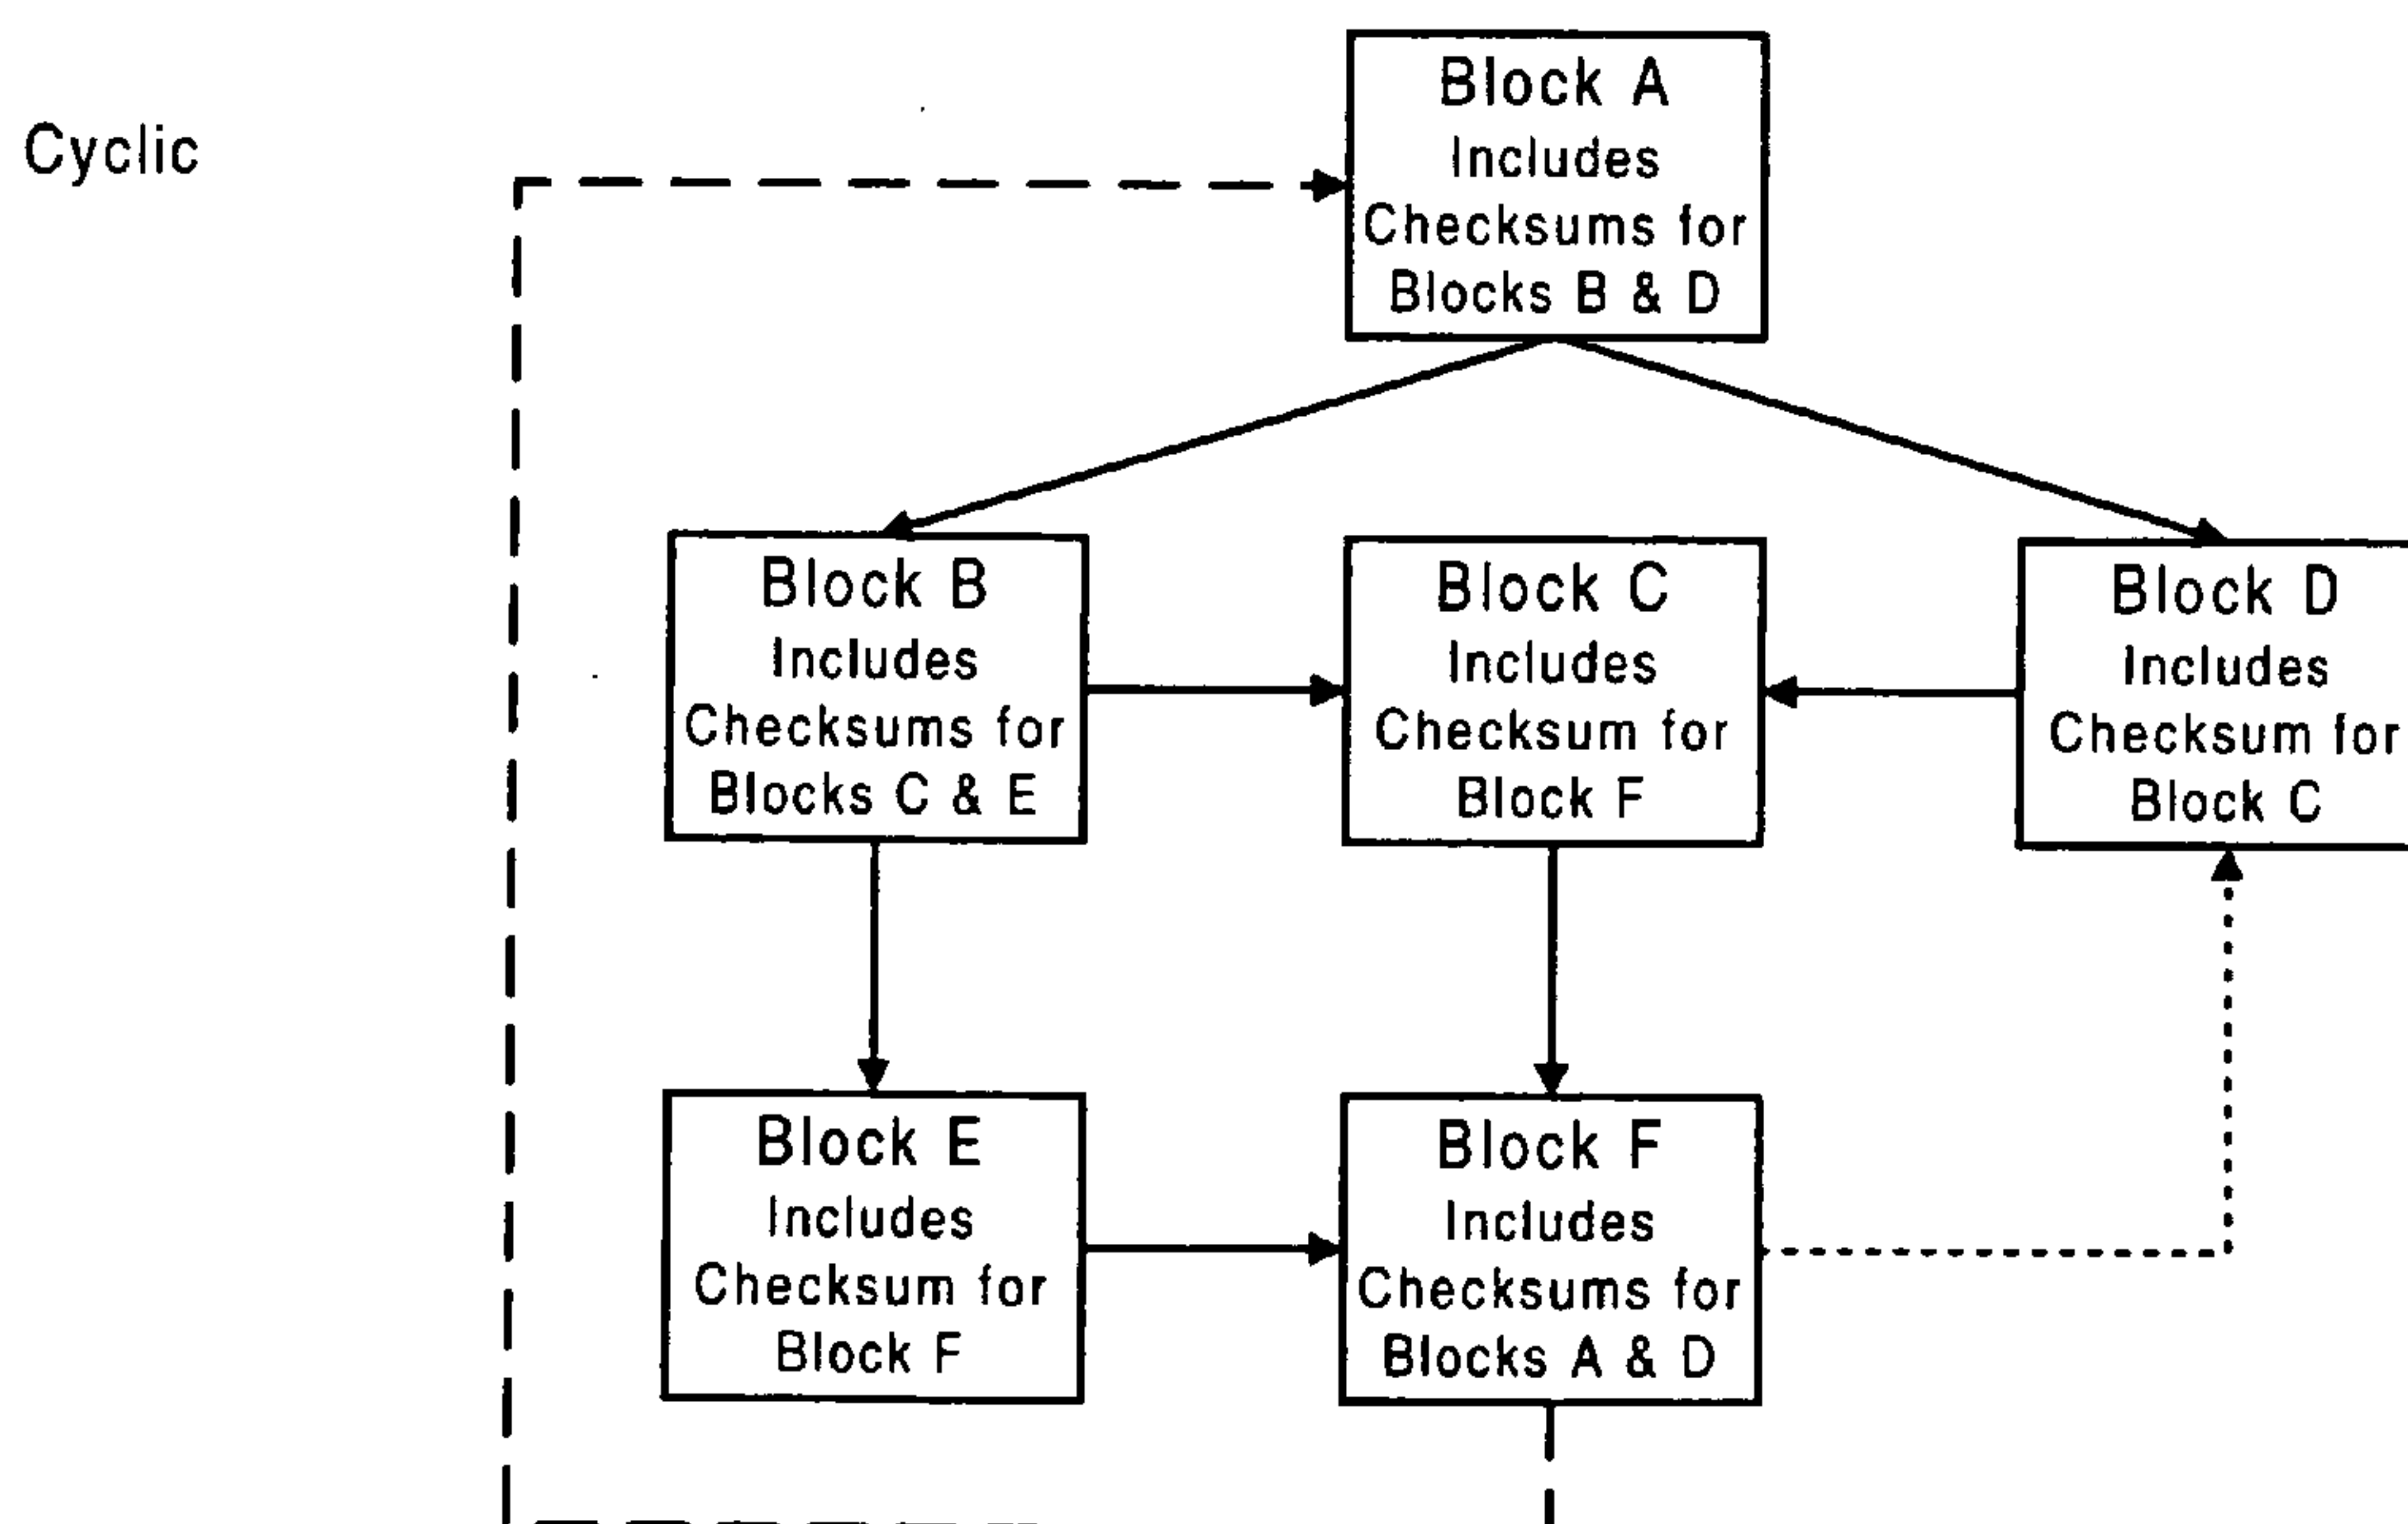 Cyclic
Block A
Includes
Checksums for
Blocks B & D
Block B
Includes
Checksums for
Blocks C & E
Block C
Includes
Checksum for
Block F
Block D
Includes
Checksum for
Block C
Block E
Includes
Checksum for
Block F
Block F
Includes
Checksums for
Blocks A & D